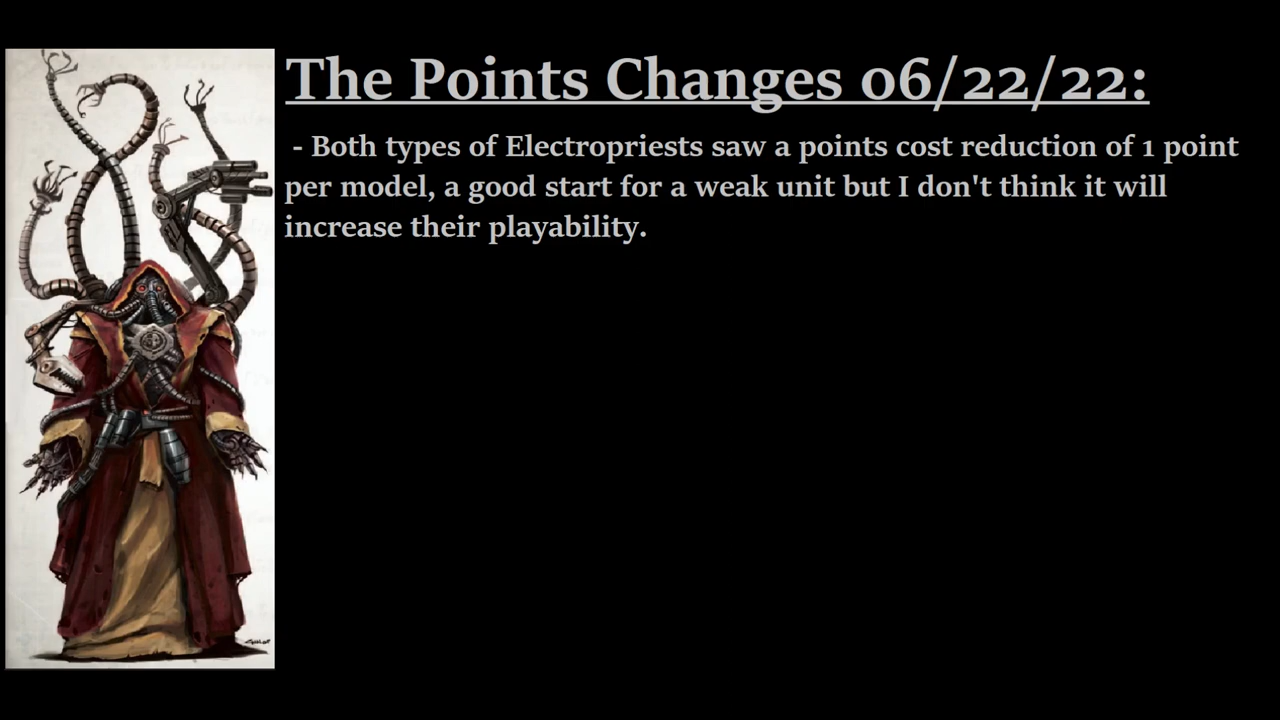 The Points Changes 06/22/22:
- Both types of Electropriests saw a points cost reduction of 1 point
per model, a good start for a weak unit but I don't think it will
increase their playability.